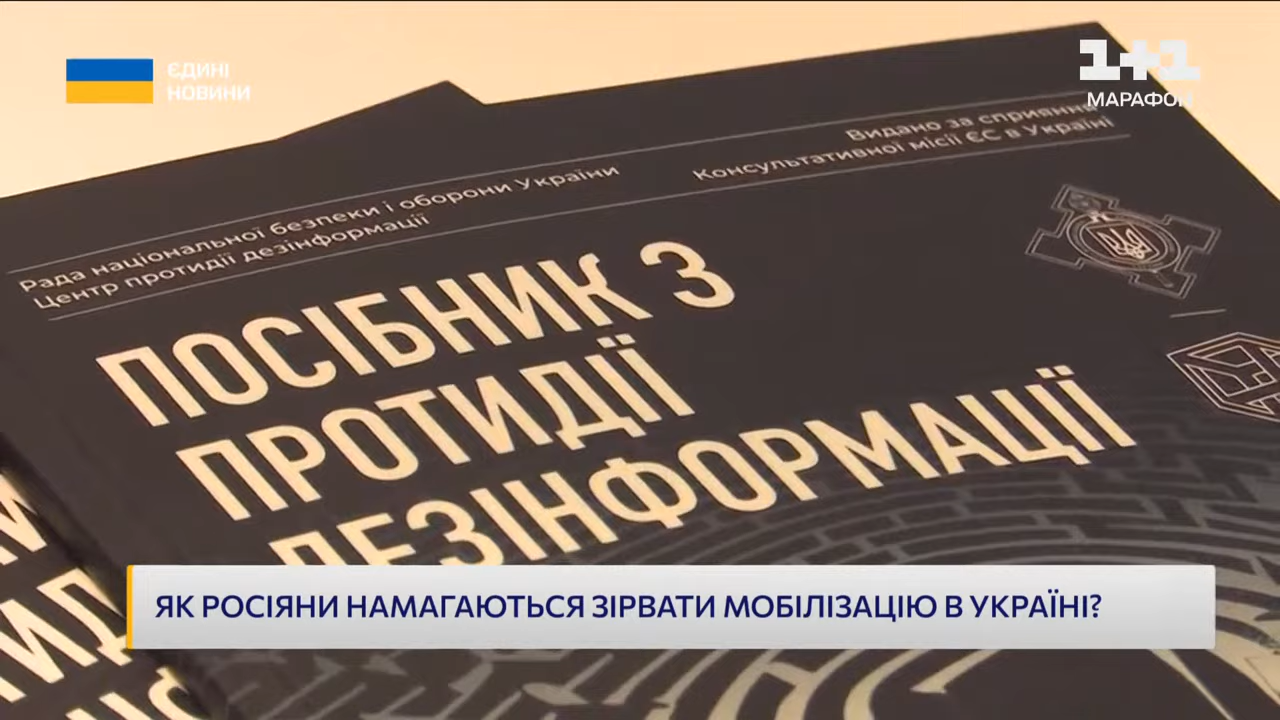 ЄДИНІ
НОВИНИ
1+1
МАРАФОН
Рада національної безпеки і оборони України
Центр протидії дезінформації
Видано за сприяння
Консультативної місії ЄС в Україні
ПОСІБНИК З
ПРОТИДІЇ
ДЕЗІНФОРМАЦІЇ
ЯК РОСІЯНИ НАМАГАЮТЬСЯ ЗІРВАТИ МОБІЛІЗАЦІЮ В УКРАЇНІ?